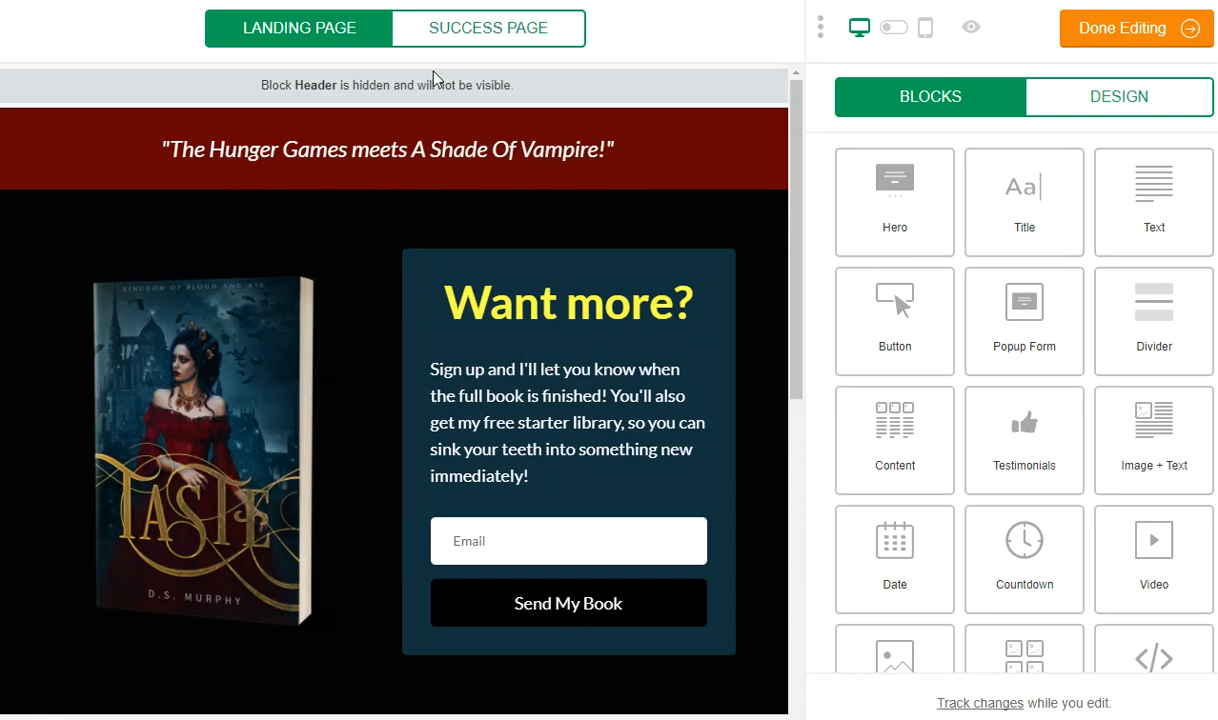 LANDING PAGE
SUCCESS PAGE
Done Editing
Block Header is hidden and will not be visible.
BLOCKS
DESIGN
"The Hunger Games meets A Shade Of Vampire!"
KINGDOM OF BLOOD AND ASH
TASTE
D.S. MURPHY
Want more?
Sign up and I'll let you know when
the full book is finished! You'll also
get my free starter library, so you can
sink your teeth into something new
immediately!
Email
Send My Book
Hero
Aa
Title
Text
Button
Popup Form
Divider
Content
Testimonials
Image + Text
Date
Countdown
Video
Track changes while you edit.